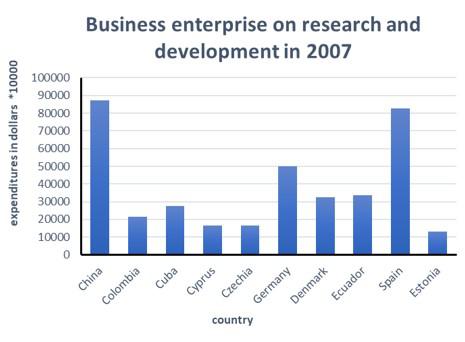 Business enterprise on research and
development in 2007
expenditures in dollars *10000
100000
90000
80000
70000
60000
50000
40000
30000
20000
10000
0
China
Colombia
Cuba
Cyprus
Czechia
Germany
Denmark
Ecuador
Spain
Estonia
country